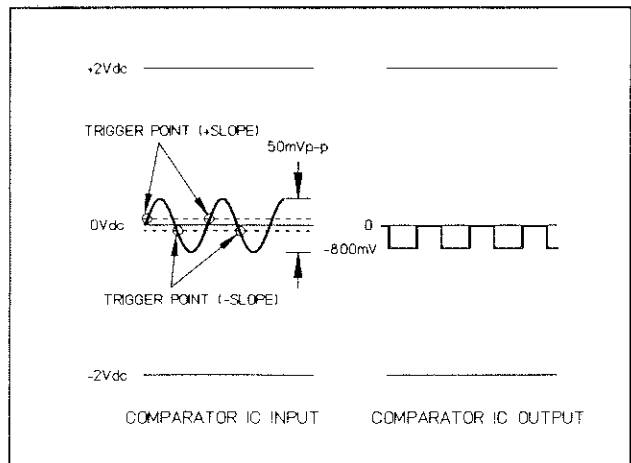 +2Vdc
TRIGGER POINT (+SLOPE)
50mVp-p
0Vdc
0
-800mV
TRIGGER POINT (-SLOPE)
-2Vdc
COMPARATOR IC INPUT
COMPARATOR IC OUTPUT